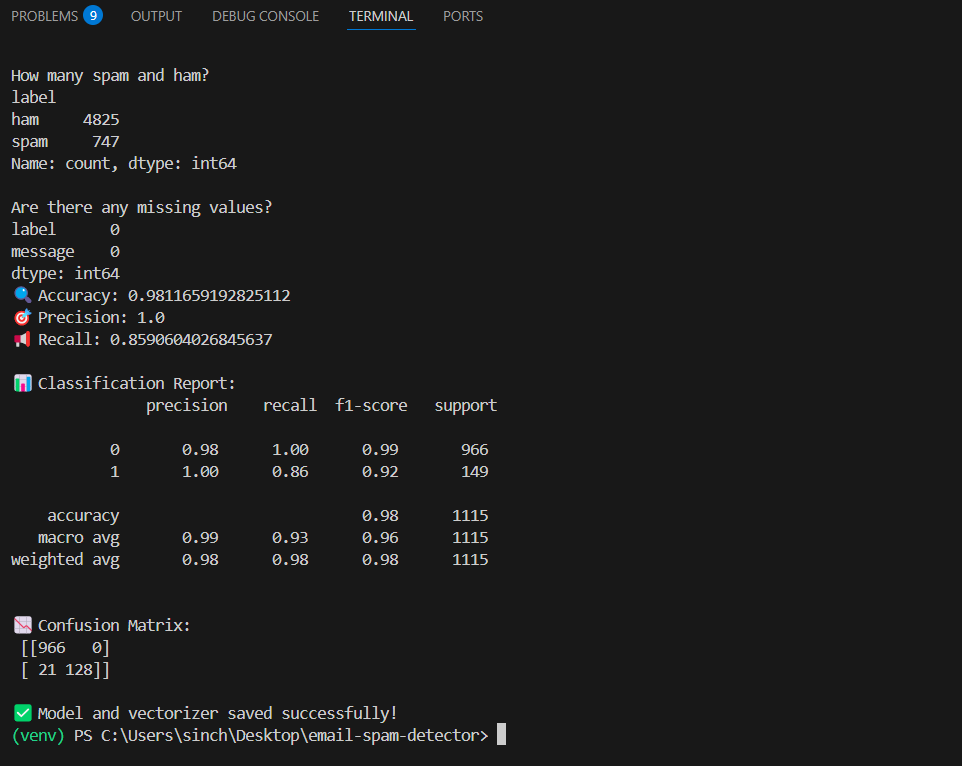 PROBLEMS 9 OUTPUT DEBUG CONSOLE TERMINAL PORTS
How many spam and ham?
label
ham     4825
spam     747
Name: count, dtype: int64
Are there any missing values?
label      0
message    0
dtype: int64
🔍 Accuracy: 0.9811659192825112
🎯 Precision: 1.0
📢 Recall: 0.8590604026845637
📊 Classification Report:
               precision    recall  f1-score   support
           0       0.98      1.00      0.99       966
           1       1.00      0.86      0.92       149
    accuracy                           0.98      1115
   macro avg       0.99      0.93      0.96      1115
weighted avg       0.98      0.98      0.98      1115
📉 Confusion Matrix:
 [[966   0]
 [ 21 128]]
✅ Model and vectorizer saved successfully!
(venv) PS C:\Users\sinch\Desktop\email-spam-detector>